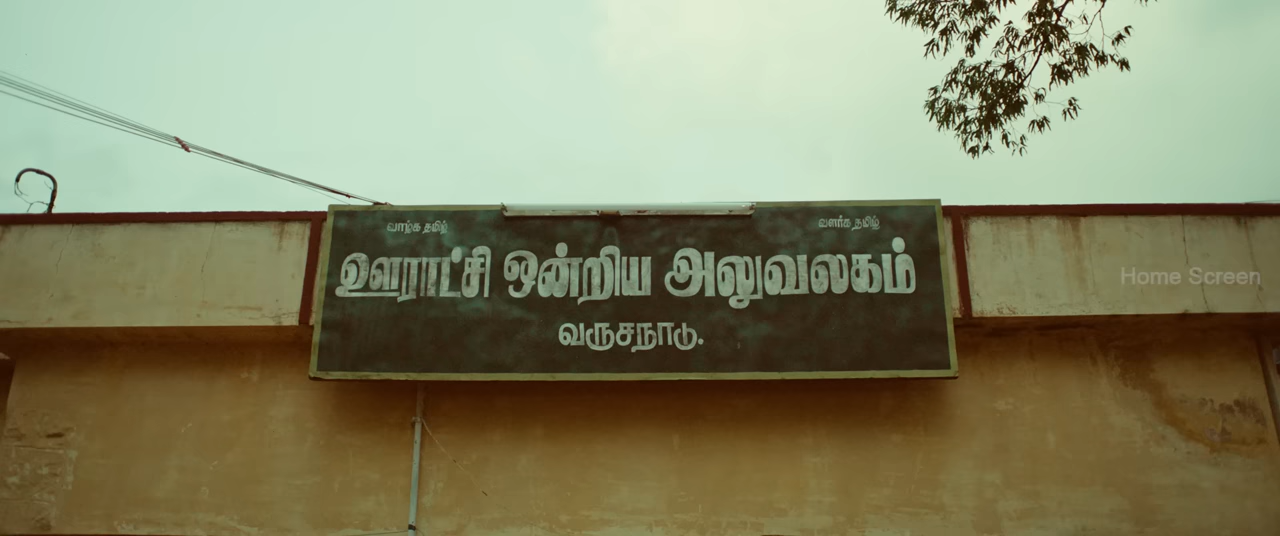 வாழ்க தமிழ் வளர்க தமிழ்
ஊராட்சி ஒன்றிய அலுவலகம்
வருசநாடு.
Home Screen